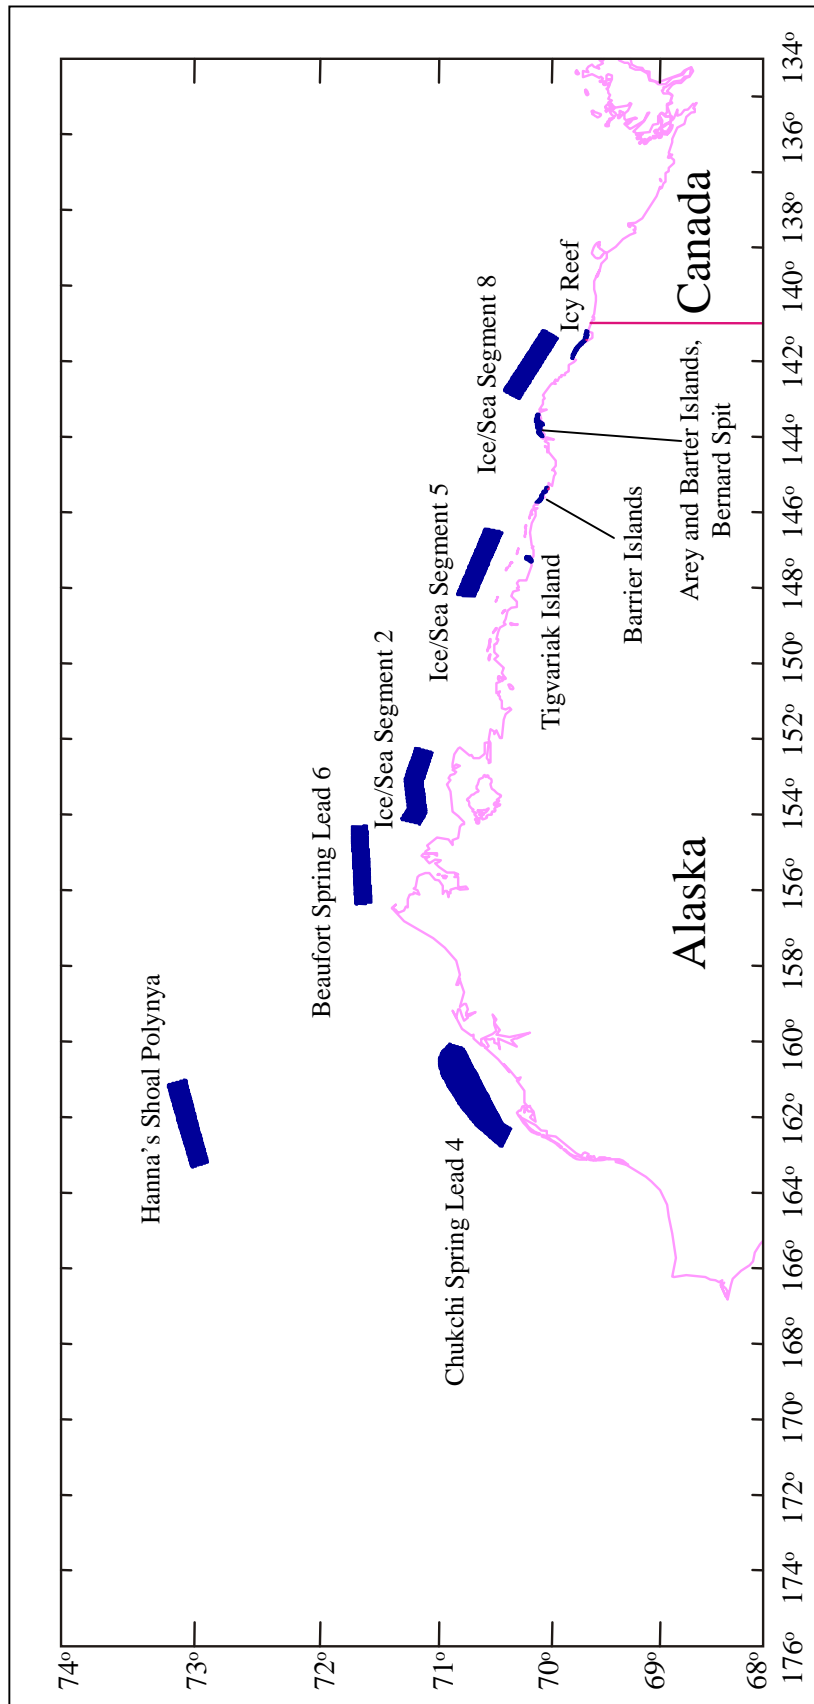 74°
73°
72°
71°
70°
69°
68°
Hanna's Shoal Polynya
Beaufort Spring Lead 6
Ice/Sea Segment 2
Ice/Sea Segment 5
Ice/Sea Segment 8
Icy Reef
Chukchi Spring Lead 4
Tigvariak Island
Barrier Islands
Arey and Barter Islands,
Bernard Spit
Alaska
Canada
176° 174° 172° 170° 168° 166° 164° 162° 160° 158° 156° 154° 152° 150° 148° 146° 144° 142° 140° 138° 136° 134°